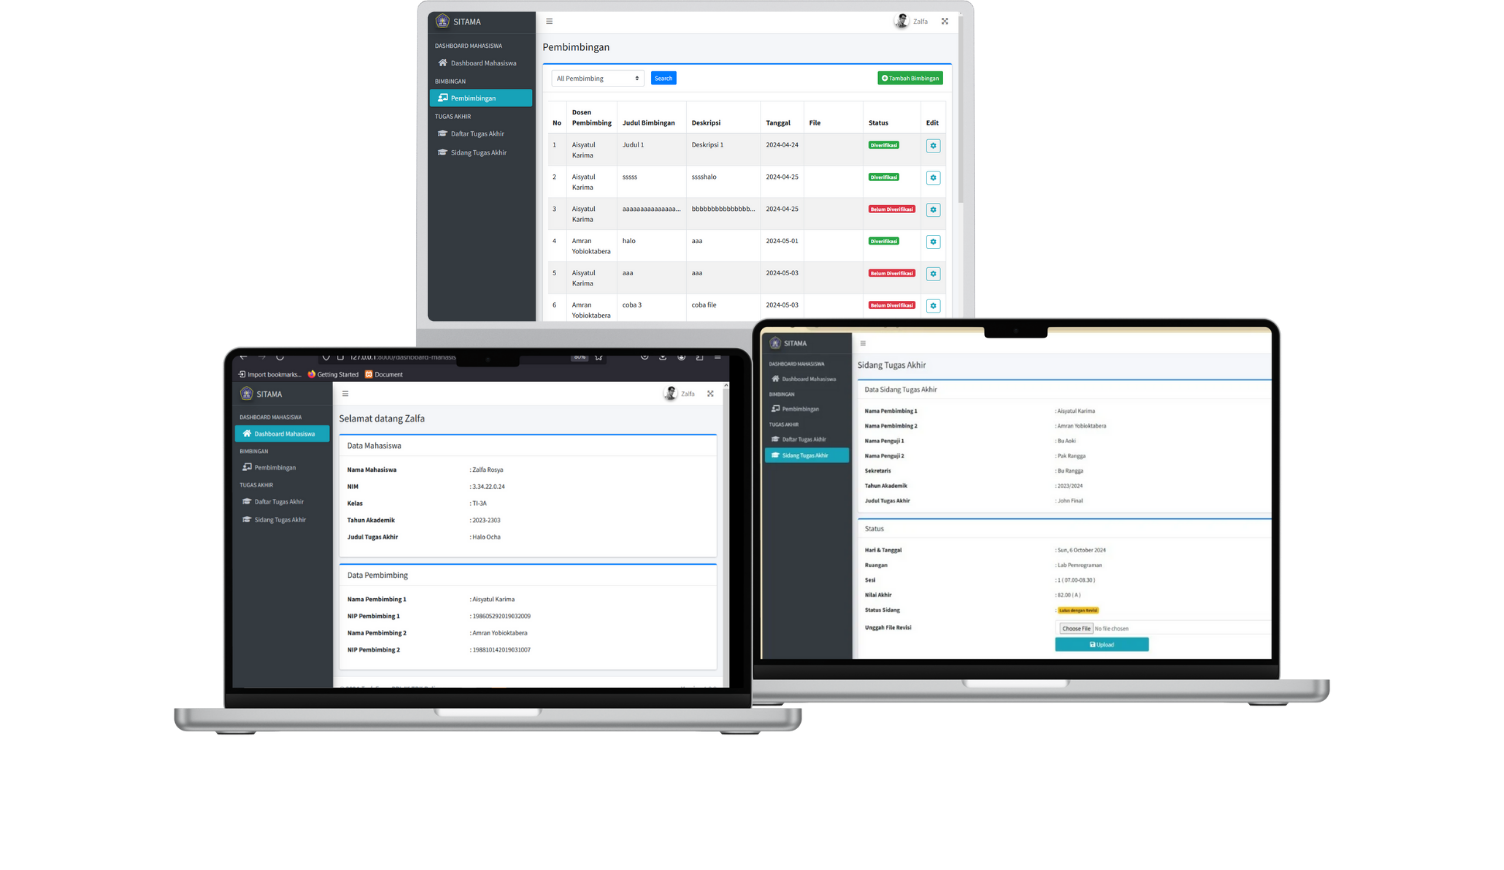 SITAMA
Zalfa
DASHBOARD MAHASISWA
Dashboard Mahasiswa
BIMBINGAN
Pembimbingan
TUGAS AKHIR
Daftar Tugas Akhir
Sidang Tugas Akhir
Pembimbingan
All Pembimbing
Search
Tambah Bimbingan
No Dosen Pembimbing Judul Bimbingan Deskripsi Tanggal File Status Edit
1 Aisyatul Karima Judul 1 Deskripsi 1 2024-04-24 Diverifikasi
2 Aisyatul Karima sssss sssshalo 2024-04-25 Diverifikasi
3 Aisyatul Karima aaaaaaaaaaaaaaa... bbbbbbbbbbbbbbb... 2024-04-25 Belum Diverifikasi
4 Amran Yobioktabera halo aaa 2024-05-01 Diverifikasi
5 Aisyatul Karima aaa aaa 2024-05-03 Belum Diverifikasi
6 Amran Yobioktabera coba 3 coba file 2024-05-03 Belum Diverifikasi
Import bookmarks... Getting Started Document
SITAMA
Zalfa
DASHBOARD MAHASISWA
Dashboard Mahasiswa
BIMBINGAN
Pembimbingan
TUGAS AKHIR
Daftar Tugas Akhir
Sidang Tugas Akhir
Selamat datang Zalfa
Data Mahasiswa
Nama Mahasiswa : Zalfa Rosya
NIM : 3.34.22.0.24
Kelas : TI-3A
Tahun Akademik : 2023-2303
Judul Tugas Akhir : Halo Ocha
Data Pembimbing
Nama Pembimbing 1 : Aisyatul Karima
NIP Pembimbing 1 : 198605292019032009
Nama Pembimbing 2 : Amran Yobioktabera
NIP Pembimbing 2 : 198810142019031007
SITAMA
DASHBOARD MAHASISWA
Dashboard Mahasiswa
BIMBINGAN
Pembimbingan
TUGAS AKHIR
Daftar Tugas Akhir
Sidang Tugas Akhir
Sidang Tugas Akhir
Data Sidang Tugas Akhir
Nama Pembimbing 1 : Aisyatul Karima
Nama Pembimbing 2 : Amran Yobioktabera
Nama Penguji 1 : Bu Aoki
Nama Penguji 2 : Pak Rangga
Sekretaris : Bu Rangga
Tahun Akademik : 2023/2024
Judul Tugas Akhir : John Final
Status
Hari & Tanggal : Sun, 6 October 2024
Ruangan : Lab Pemrograman
Sesi : 1 ( 07.00-08.30 )
Nilai Akhir : 82.00 ( A )
Status Sidang : Lulus dengan Revisi
Unggah File Revisi Choose File No file chosen
Upload